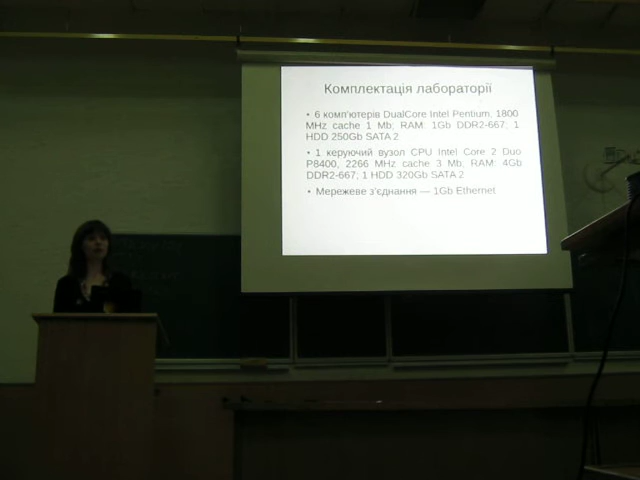 Комплектація лабораторії
• 6 комп'ютерів DualCore Intel Pentium, 1800
MHz cache 1 Mb; RAM: 1Gb DDR2-667; 1
HDD 250Gb SATA 2
• 1 керуючий вузол CPU Intel Core 2 Duo
P8400, 2266 MHz cache 3 Mb, RAM: 4Gb
DDR2-667; 1 HDD 320Gb SATA 2
• Мережеве з'єднання — 1Gb Ethernet